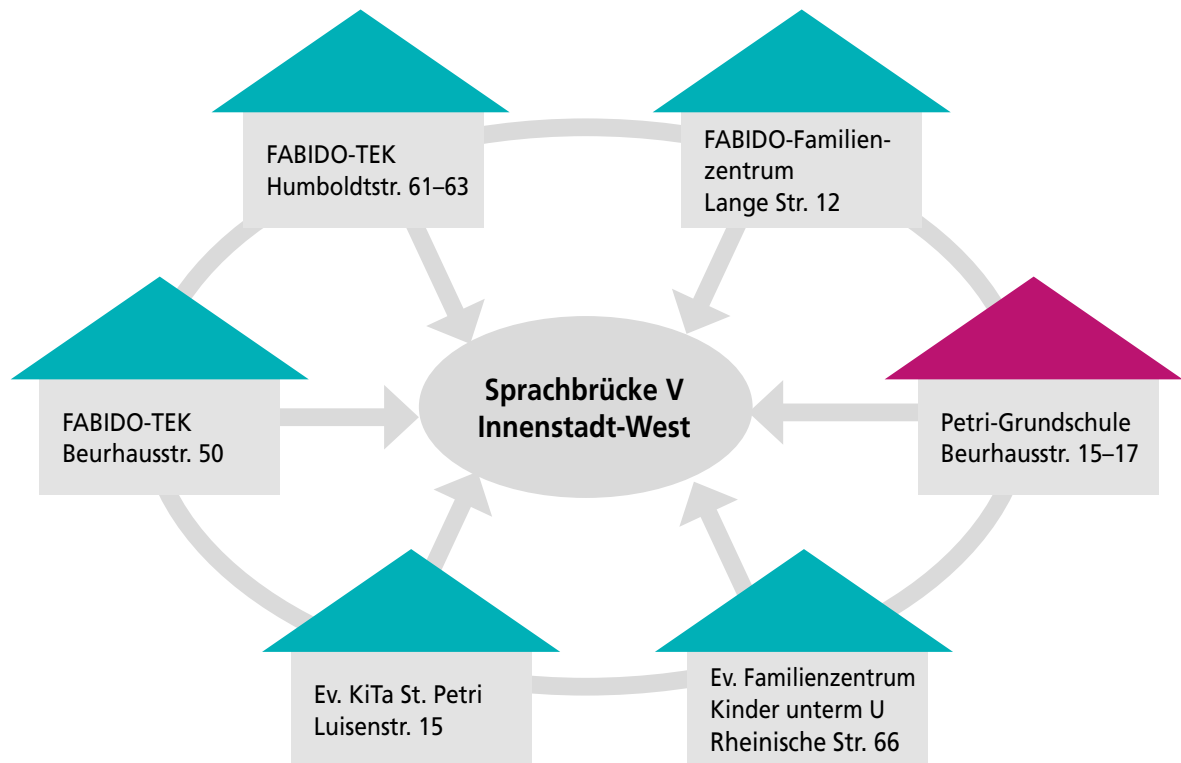 FABIDO-TEK
Humboldtstr. 61–63
FABIDO-Familien-
zentrum
Lange Str. 12
FABIDO-TEK
Beurhausstr. 50
Sprachbrücke V
Innenstadt-West
Petri-Grundschule
Beurhausstr. 15–17
Ev. KiTa St. Petri
Luisenstr. 15
Ev. Familienzentrum
Kinder unterm U
Rheinische Str. 66